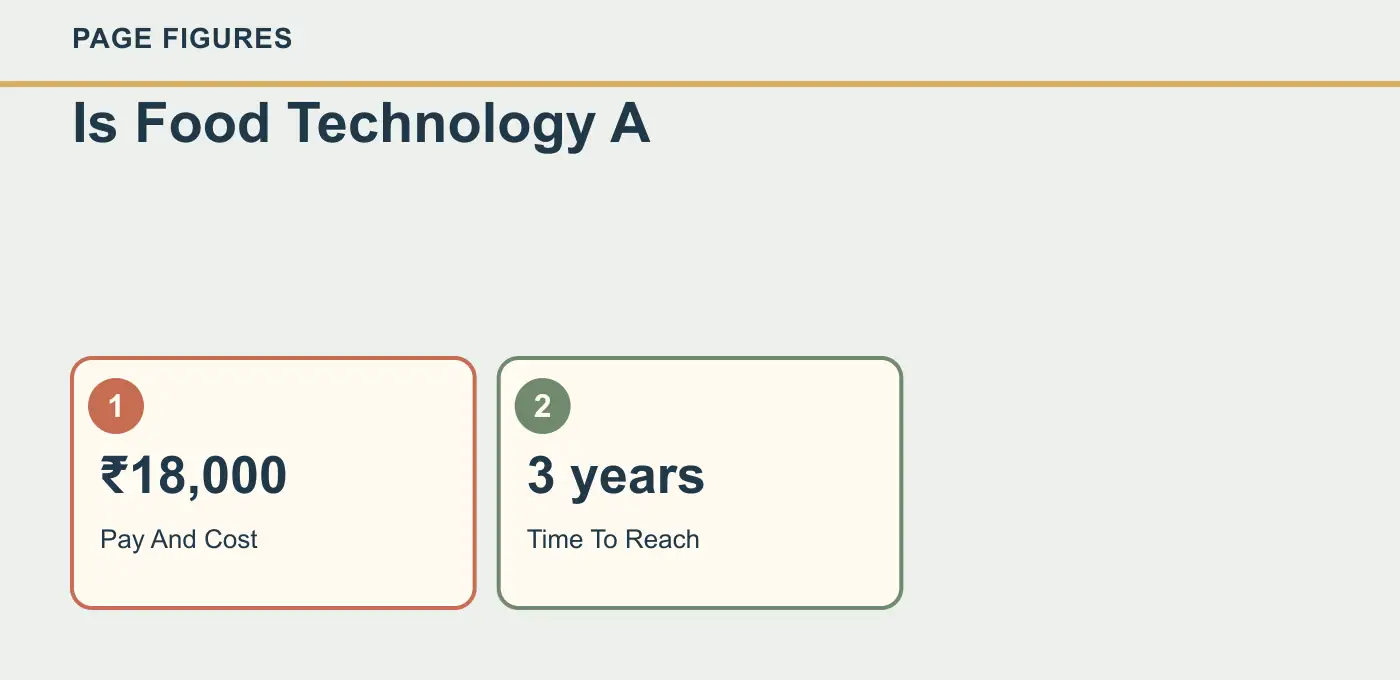 PAGE FIGURES
Is Food Technology A
1
₹18,000
Pay And Cost
2
3 years
Time To Reach